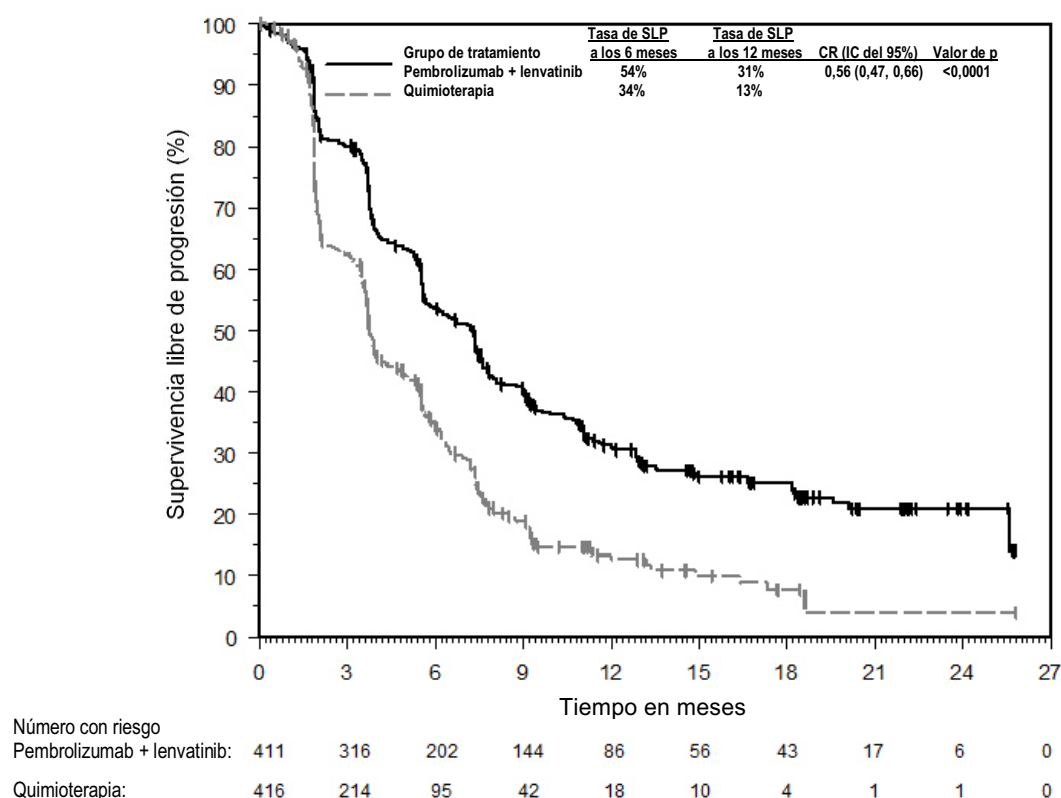 Tasa de SLP Tasa de SLP
Grupo de tratamiento a los 6 meses a los 12 meses CR (IC del 95%) Valor de p
Pembrolizumab + lenvatinib 54% 31% 0,56 (0,47, 0,66) <0,0001
Quimioterapia 34% 13%
Supervivencia libre de progresión (%)
100
90
80
70
60
50
40
30
20
10
0
0 3 6 9 12 15 18 21 24 27
Tiempo en meses
Número con riesgo
Pembrolizumab + lenvatinib: 411 316 202 144 86 56 43 17 6 0
Quimioterapia: 416 214 95 42 18 10 4 1 1 0